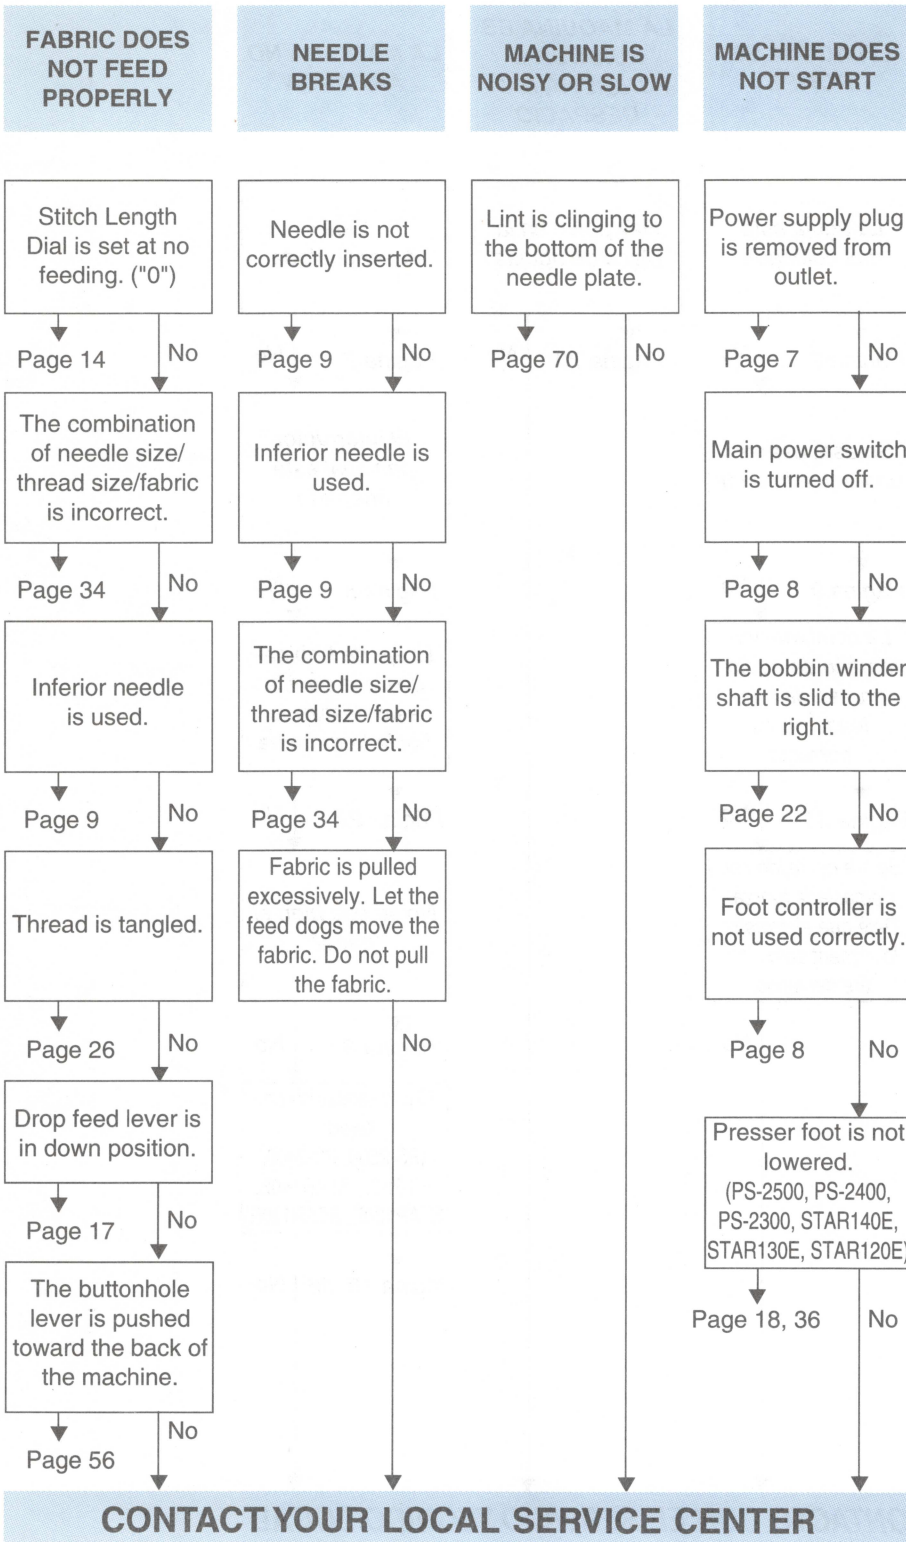 FABRIC DOES
NOT FEED
PROPERLY
Stitch Length
Dial is set at no
feeding. ("0")
Page 14
No
The combination
of needle size/
thread size/fabric
is incorrect.
Page 34
No
Inferior needle
is used.
Page 9
No
Thread is tangled.
Page 26
No
Drop feed lever is
in down position.
Page 17
No
The buttonhole
lever is pushed
toward the back of
the machine.
Page 56
No
NEEDLE
BREAKS
Needle is not
correctly inserted.
Page 9
No
Inferior needle is
used.
Page 9
No
The combination
of needle size/
thread size/fabric
is incorrect.
Page 34
No
Fabric is pulled
excessively. Let the
feed dogs move the
fabric. Do not pull
the fabric.
No
MACHINE IS
NOISY OR SLOW
Lint is clinging to
the bottom of the
needle plate.
Page 70
No
MACHINE DOES
NOT START
Power supply plug
is removed from
outlet.
Page 7
No
Main power switch
is turned off.
Page 8
No
The bobbin winder
shaft is slid to the
right.
Page 22
No
Foot controller is
not used correctly.
Page 8
No
Presser foot is not
lowered.
(PS-2500, PS-2400,
PS-2300, STAR140E,
STAR130E, STAR120E)
Page 18, 36
No
CONTACT YOUR LOCAL SERVICE CENTER